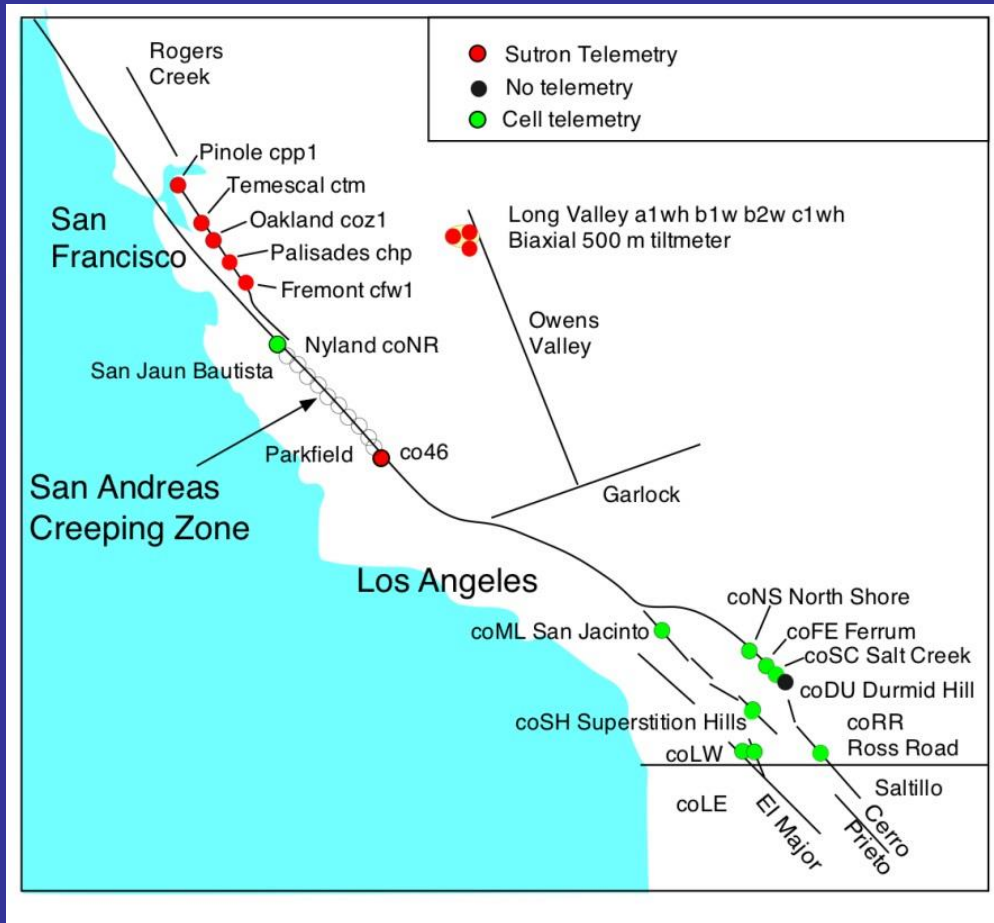 Rogers
Creek
Sutron Telemetry
No telemetry
Cell telemetry
Pinole cpp1
Temescal ctm
Oakland coz1
Palisades chp
Fremont cfw1
San
Francisco
Long Valley a1wh b1w b2w c1wh
Biaxial 500 m tiltmeter
Owens
Valley
Nyland coNR
San Jaun Bautista
Parkfield
co46
San Andreas
Creeping Zone
Garlock
Los Angeles
coNS North Shore
coML San Jacinto
coFE Ferrum
coSC Salt Creek
coDU Durmid Hill
coSH Superstition Hills
coRR
Ross Road
coLW
Saltillo
coLE
El Major
Cerro
Prieto